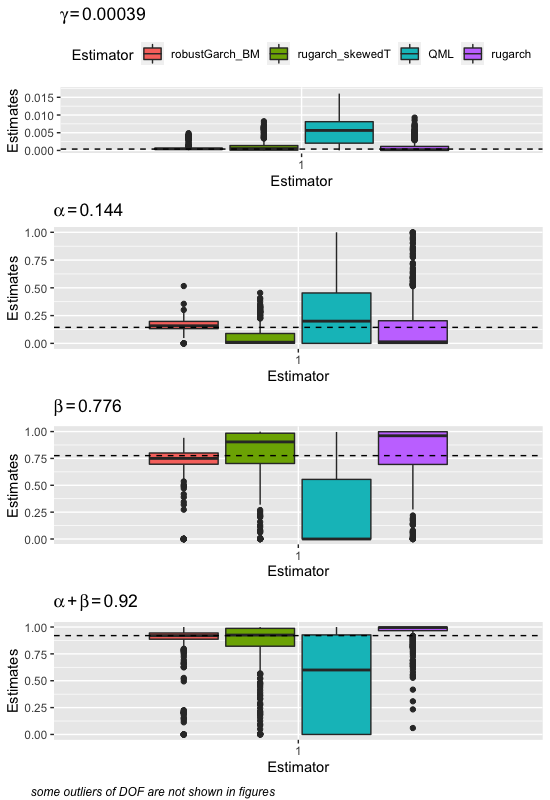 γ = 0.00039
Estimator robustGarch_BM rugarch_skewedT QML rugarch
Estimates
0.015
0.010
0.005
0.000
1
Estimator
α = 0.144
Estimates
1.00
0.75
0.50
0.25
0.00
1
Estimator
β = 0.776
Estimates
1.00
0.75
0.50
0.25
0.00
1
Estimator
α + β = 0.92
Estimates
1.00
0.75
0.50
0.25
0.00
1
Estimator
some outliers of DOF are not shown in figures